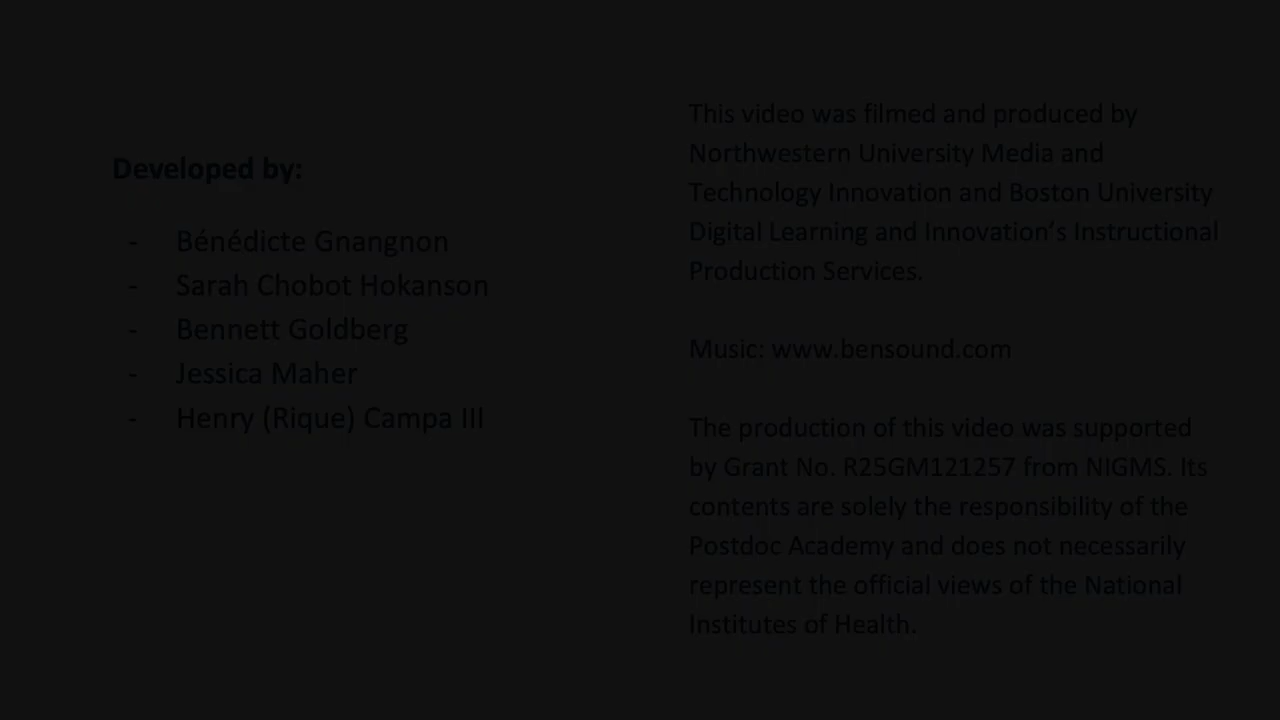 Developed by:
- Bénédicte Gnangnon
- Sarah Chobot Hokanson
- Bennett Goldberg
- Jessica Maher
- Henry (Rique) Campa III
This video was filmed and produced by
Northwestern University Media and
Technology Innovation and Boston University
Digital Learning and Innovation’s Instructional
Production Services.
Music: www.bensound.com
The production of this video was supported
by Grant No. R25GM121257 from NIGMS. Its
contents are solely the responsibility of the
Postdoc Academy and does not necessarily
represent the official views of the National
Institutes of Health.